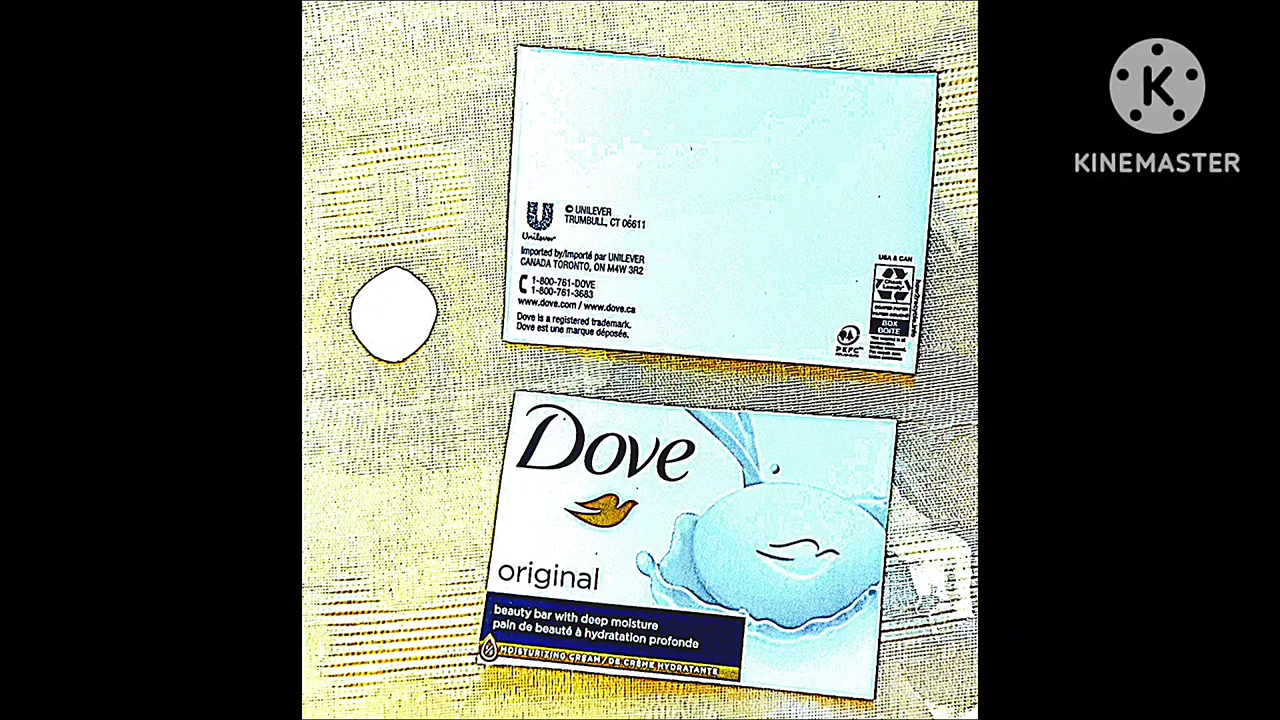 KINEMASTER
© UNILEVER
TRUMBULL, CT 06611
Unilever
Imported by/Importé par UNILEVER
CANADA TORONTO, ON M4W 3R2
1-800-761-DOVE
1-800-761-3683
www.dove.com / www.dove.ca
Dove is a registered trademark.
Dove est une marque déposée.
USA & CAN
BOX
BOÎTE
PEFC
Dove
original
beauty bar with deep moisture
pain de beauté à hydratation profonde
MOISTURIZING CREAM/DE CRÈME HYDRATANTE